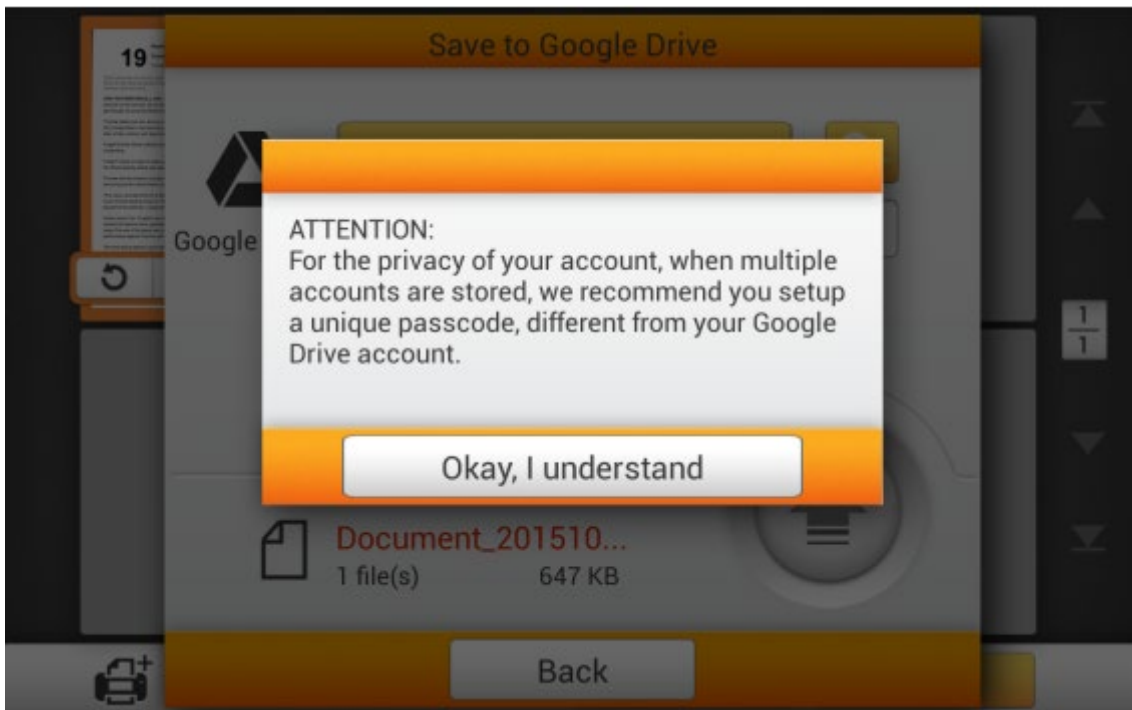 19
Save to Google Drive
Google
ATTENTION:
For the privacy of your account, when multiple
accounts are stored, we recommend you setup
a unique passcode, different from your Google
Drive account.
1
1
Okay, I understand
Document_201510...
1 file(s) 647 KB
Back